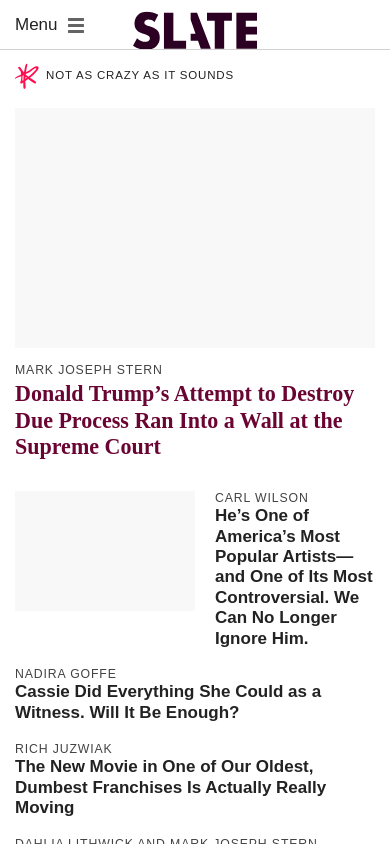 Menu
SLATE
NOT AS CRAZY AS IT SOUNDS
MARK JOSEPH STERN
Donald Trump’s Attempt to Destroy
Due Process Ran Into a Wall at the
Supreme Court
CARL WILSON
He’s One of
America’s Most
Popular Artists—
and One of Its Most
Controversial. We
Can No Longer
Ignore Him.
NADIRA GOFFE
Cassie Did Everything She Could as a
Witness. Will It Be Enough?
RICH JUZWIAK
The New Movie in One of Our Oldest,
Dumbest Franchises Is Actually Really
Moving
DAHLIA LITHWICK AND MARK JOSEPH STERN